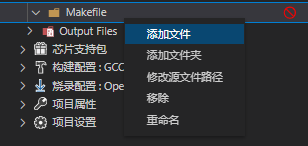 Makefile
Output Files
芯片支持包
构建配置 : GCC
烧录配置 : Ope
项目属性
项目设置
添加文件
添加文件夹
修改源文件路径
移除
重命名